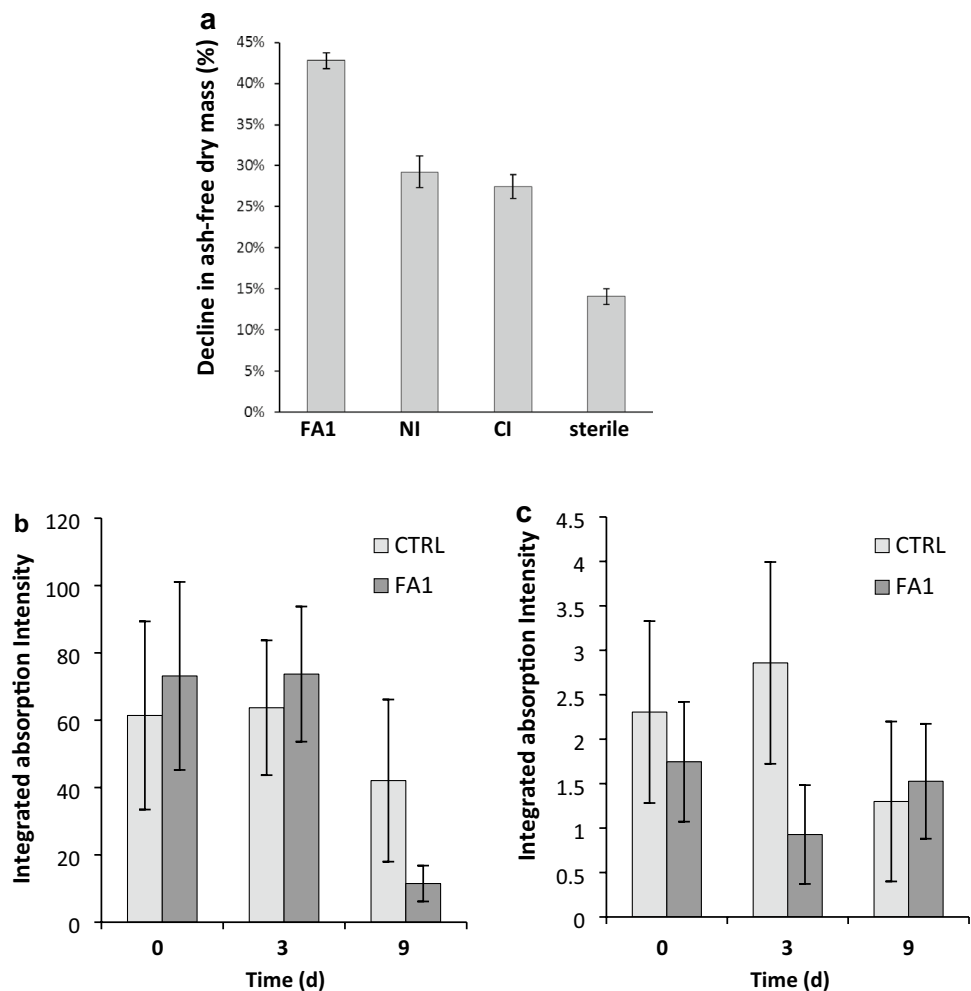 a
Decline in ash-free dry mass (%)
45%
40%
35%
30%
25%
20%
15%
10%
5%
0%
FA1 NI CI sterile
b
Integrated absorption Intensity
120
100
80
60
40
20
0
CTRL
FA1
0 3 9
Time (d)
c
Integrated absorption Intensity
4.5
4
3.5
3
2.5
2
1.5
1
0.5
0
CTRL
FA1
0 3 9
Time (d)